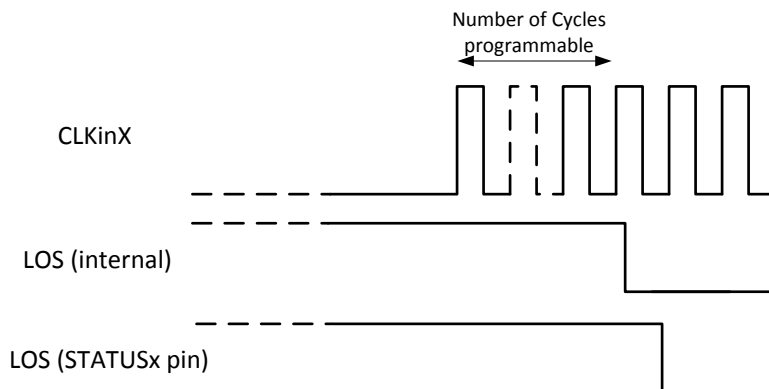 Number of Cycles
programmable
CLKinX
LOS (internal)
LOS (STATUSx pin)